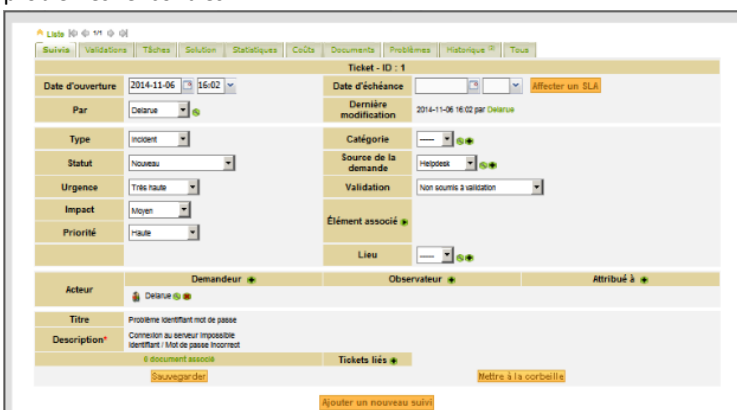 Liste 1/1
Suivis Validations Tâches Solution Statistiques Coûts Documents Problèmes Historique Tous
Ticket - ID : 1
Date d'ouverture 2014-11-06 16:02 Date d'échéance Affecter un SLA
Par Delarue Dernière modification 2014-11-06 16:02 par Delarue
Type Incident Catégorie -----
Statut Nouveau Source de la demande Helpdesk
Urgence Très haute Validation Non soumis à validation
Impact Moyen Élément associé
Priorité Haute
Lieu -----
Acteur Demandeur Observateur Attribué à
Delarue
Titre Problème identifiant mot de passe
Description* Connexion au serveur impossible
Identifiant / Mot de passe incorrect
0 document associé Tickets liés
Sauvegarder Mettre à la corbeille
Ajouter un nouveau suivi